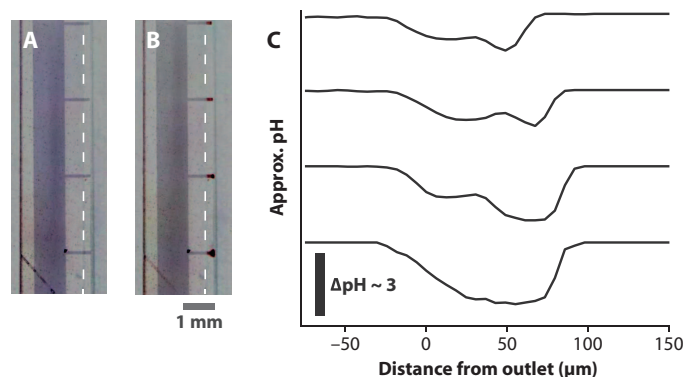 A
B
1 mm
C
Approx. pH
ΔpH ~ 3
–50
0
50
100
150
Distance from outlet (μm)